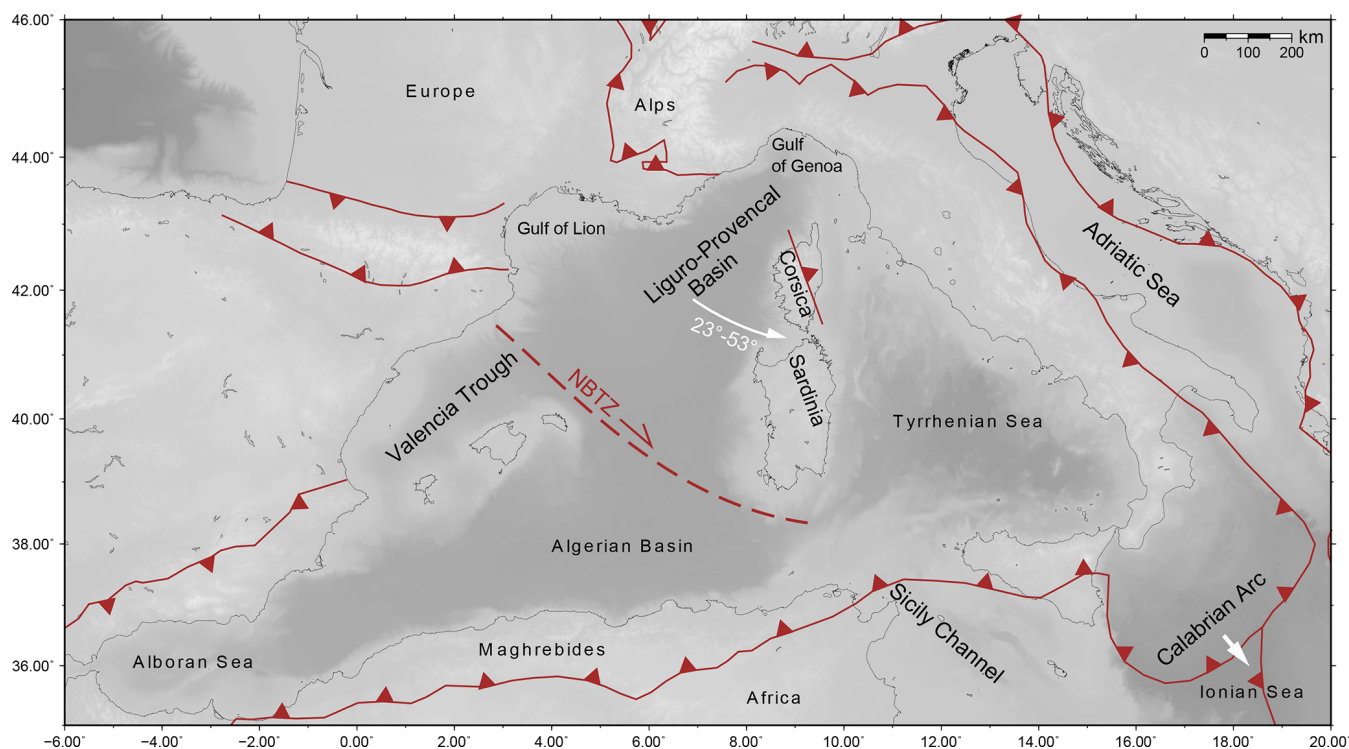 46.00°
44.00°
42.00°
40.00°
38.00°
36.00°
km
0 100 200
Europe
Alps
Gulf
of Genoa
Gulf of Lion
Liguro-Provencal
Basin
Corsica
Adriatic Sea
23°-53°
Sardinia
NBTZ
Valencia Trough
Tyrrhenian Sea
Algerian Basin
Sicily Channel
Calabrian Arc
Maghrebides
Alboran Sea
Africa
Ionian Sea
−6.00° −4.00° −2.00° 0.00° 2.00° 4.00° 6.00° 8.00° 10.00° 12.00° 14.00° 16.00° 18.00° 20.00°